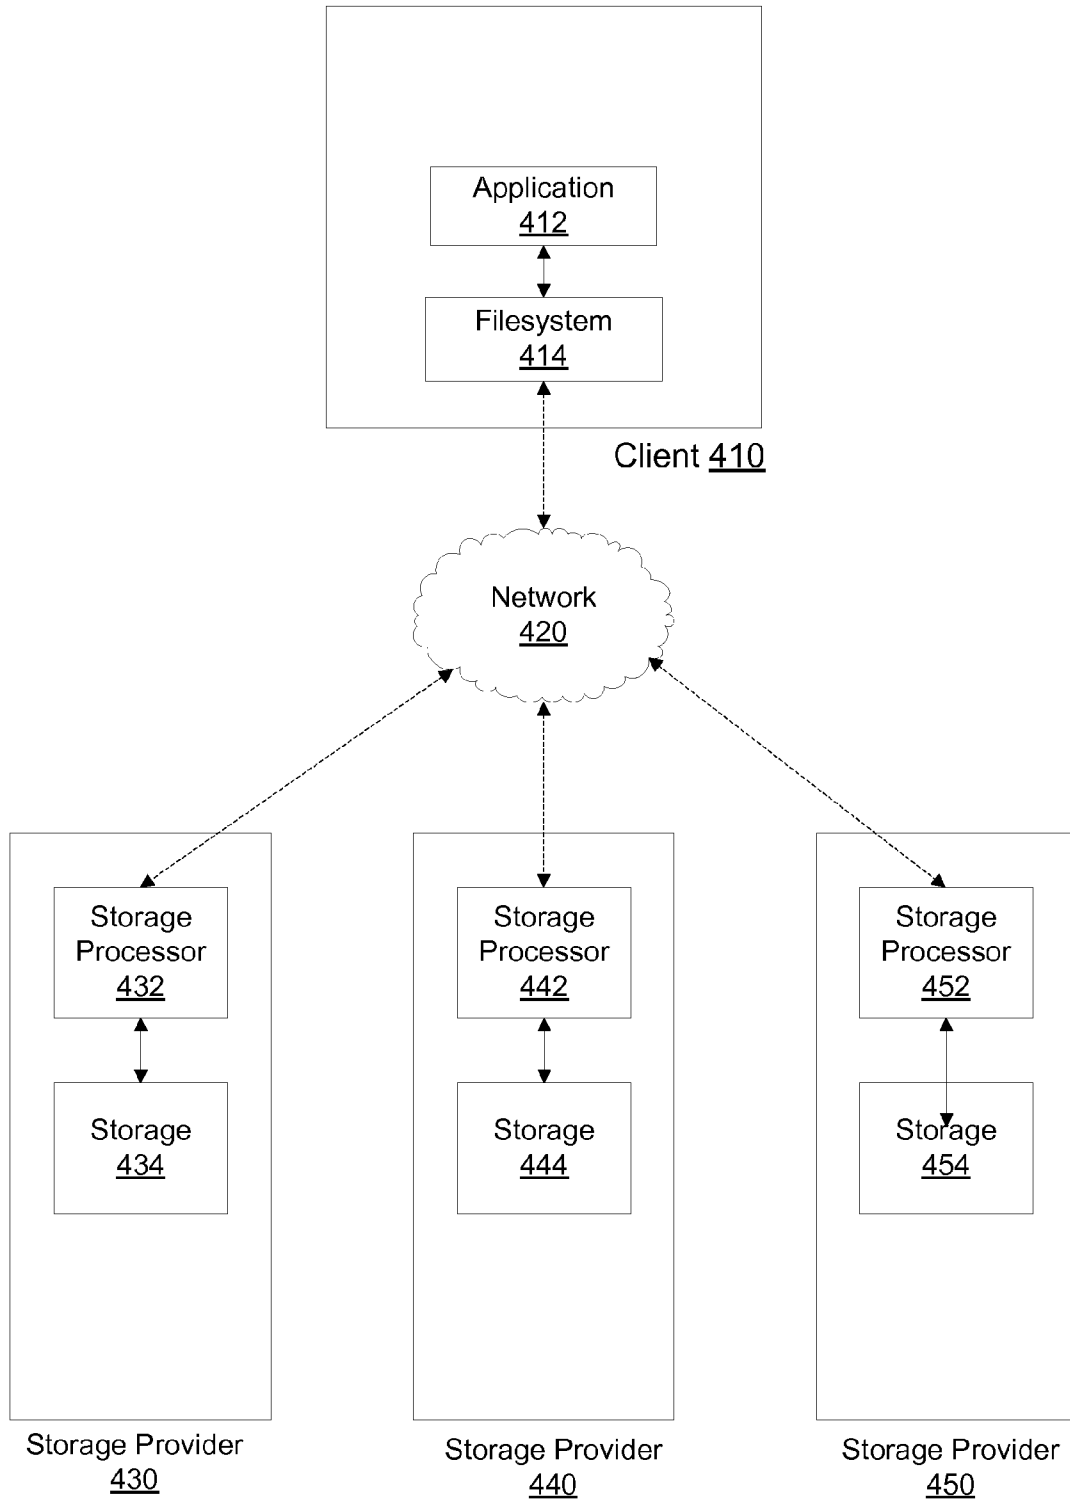 Application
412
Filesystem
414
Client 410
Network
420
Storage
Processor
432
Storage
434
Storage Provider
430
Storage
Processor
442
Storage
444
Storage Provider
440
Storage
Processor
452
Storage
454
Storage Provider
450